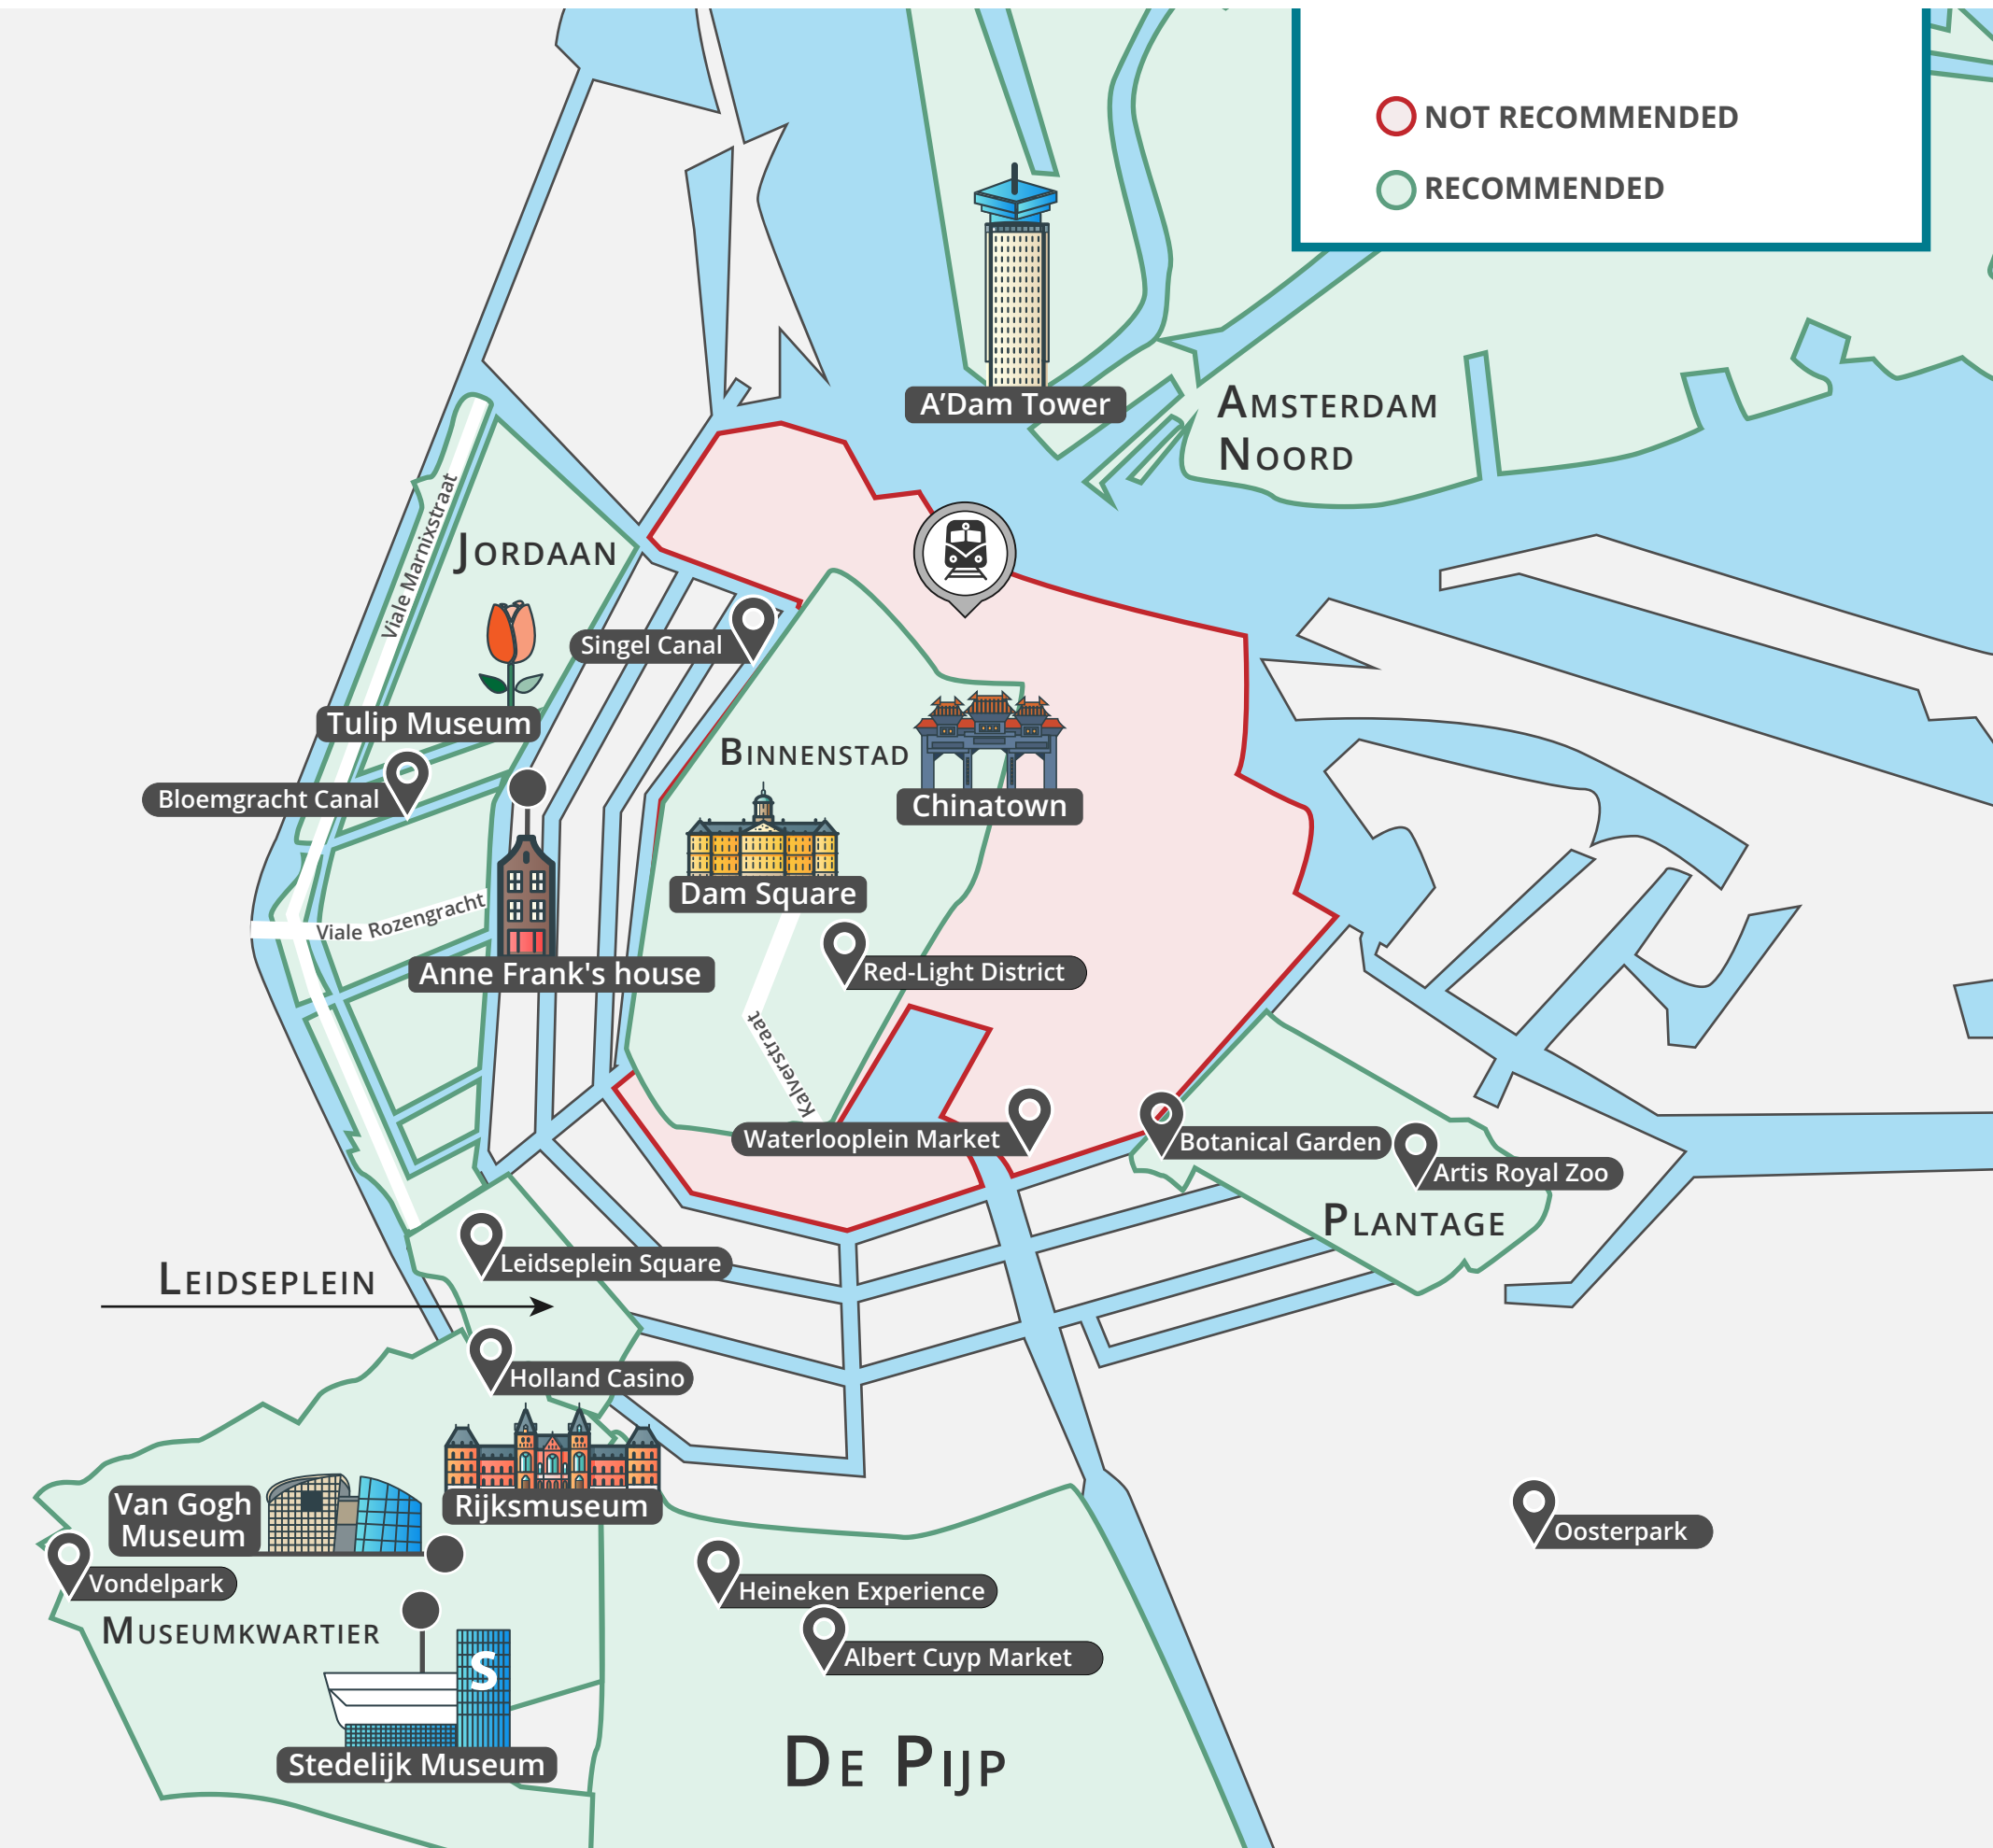 NOT RECOMMENDED
RECOMMENDED
A’Dam Tower
AMSTERDAM
NOORD
Viale Marnixstraat
JORDAAN
Singel Canal
Tulip Museum
BINNENSTAD
Bloemgracht Canal
Chinatown
Dam Square
Viale Rozengracht
Anne Frank's house
Red-Light District
Kalverstraat
Waterlooplein Market
Botanical Garden
Artis Royal Zoo
PLANTAGE
Leidseplein Square
LEIDSEPLEIN
Holland Casino
Van Gogh
Museum
Rijksmuseum
Oosterpark
Vondelpark
Heineken Experience
MUSEUMKWARTIER
Albert Cuyp Market
S
DE PIJP
Stedelijk Museum